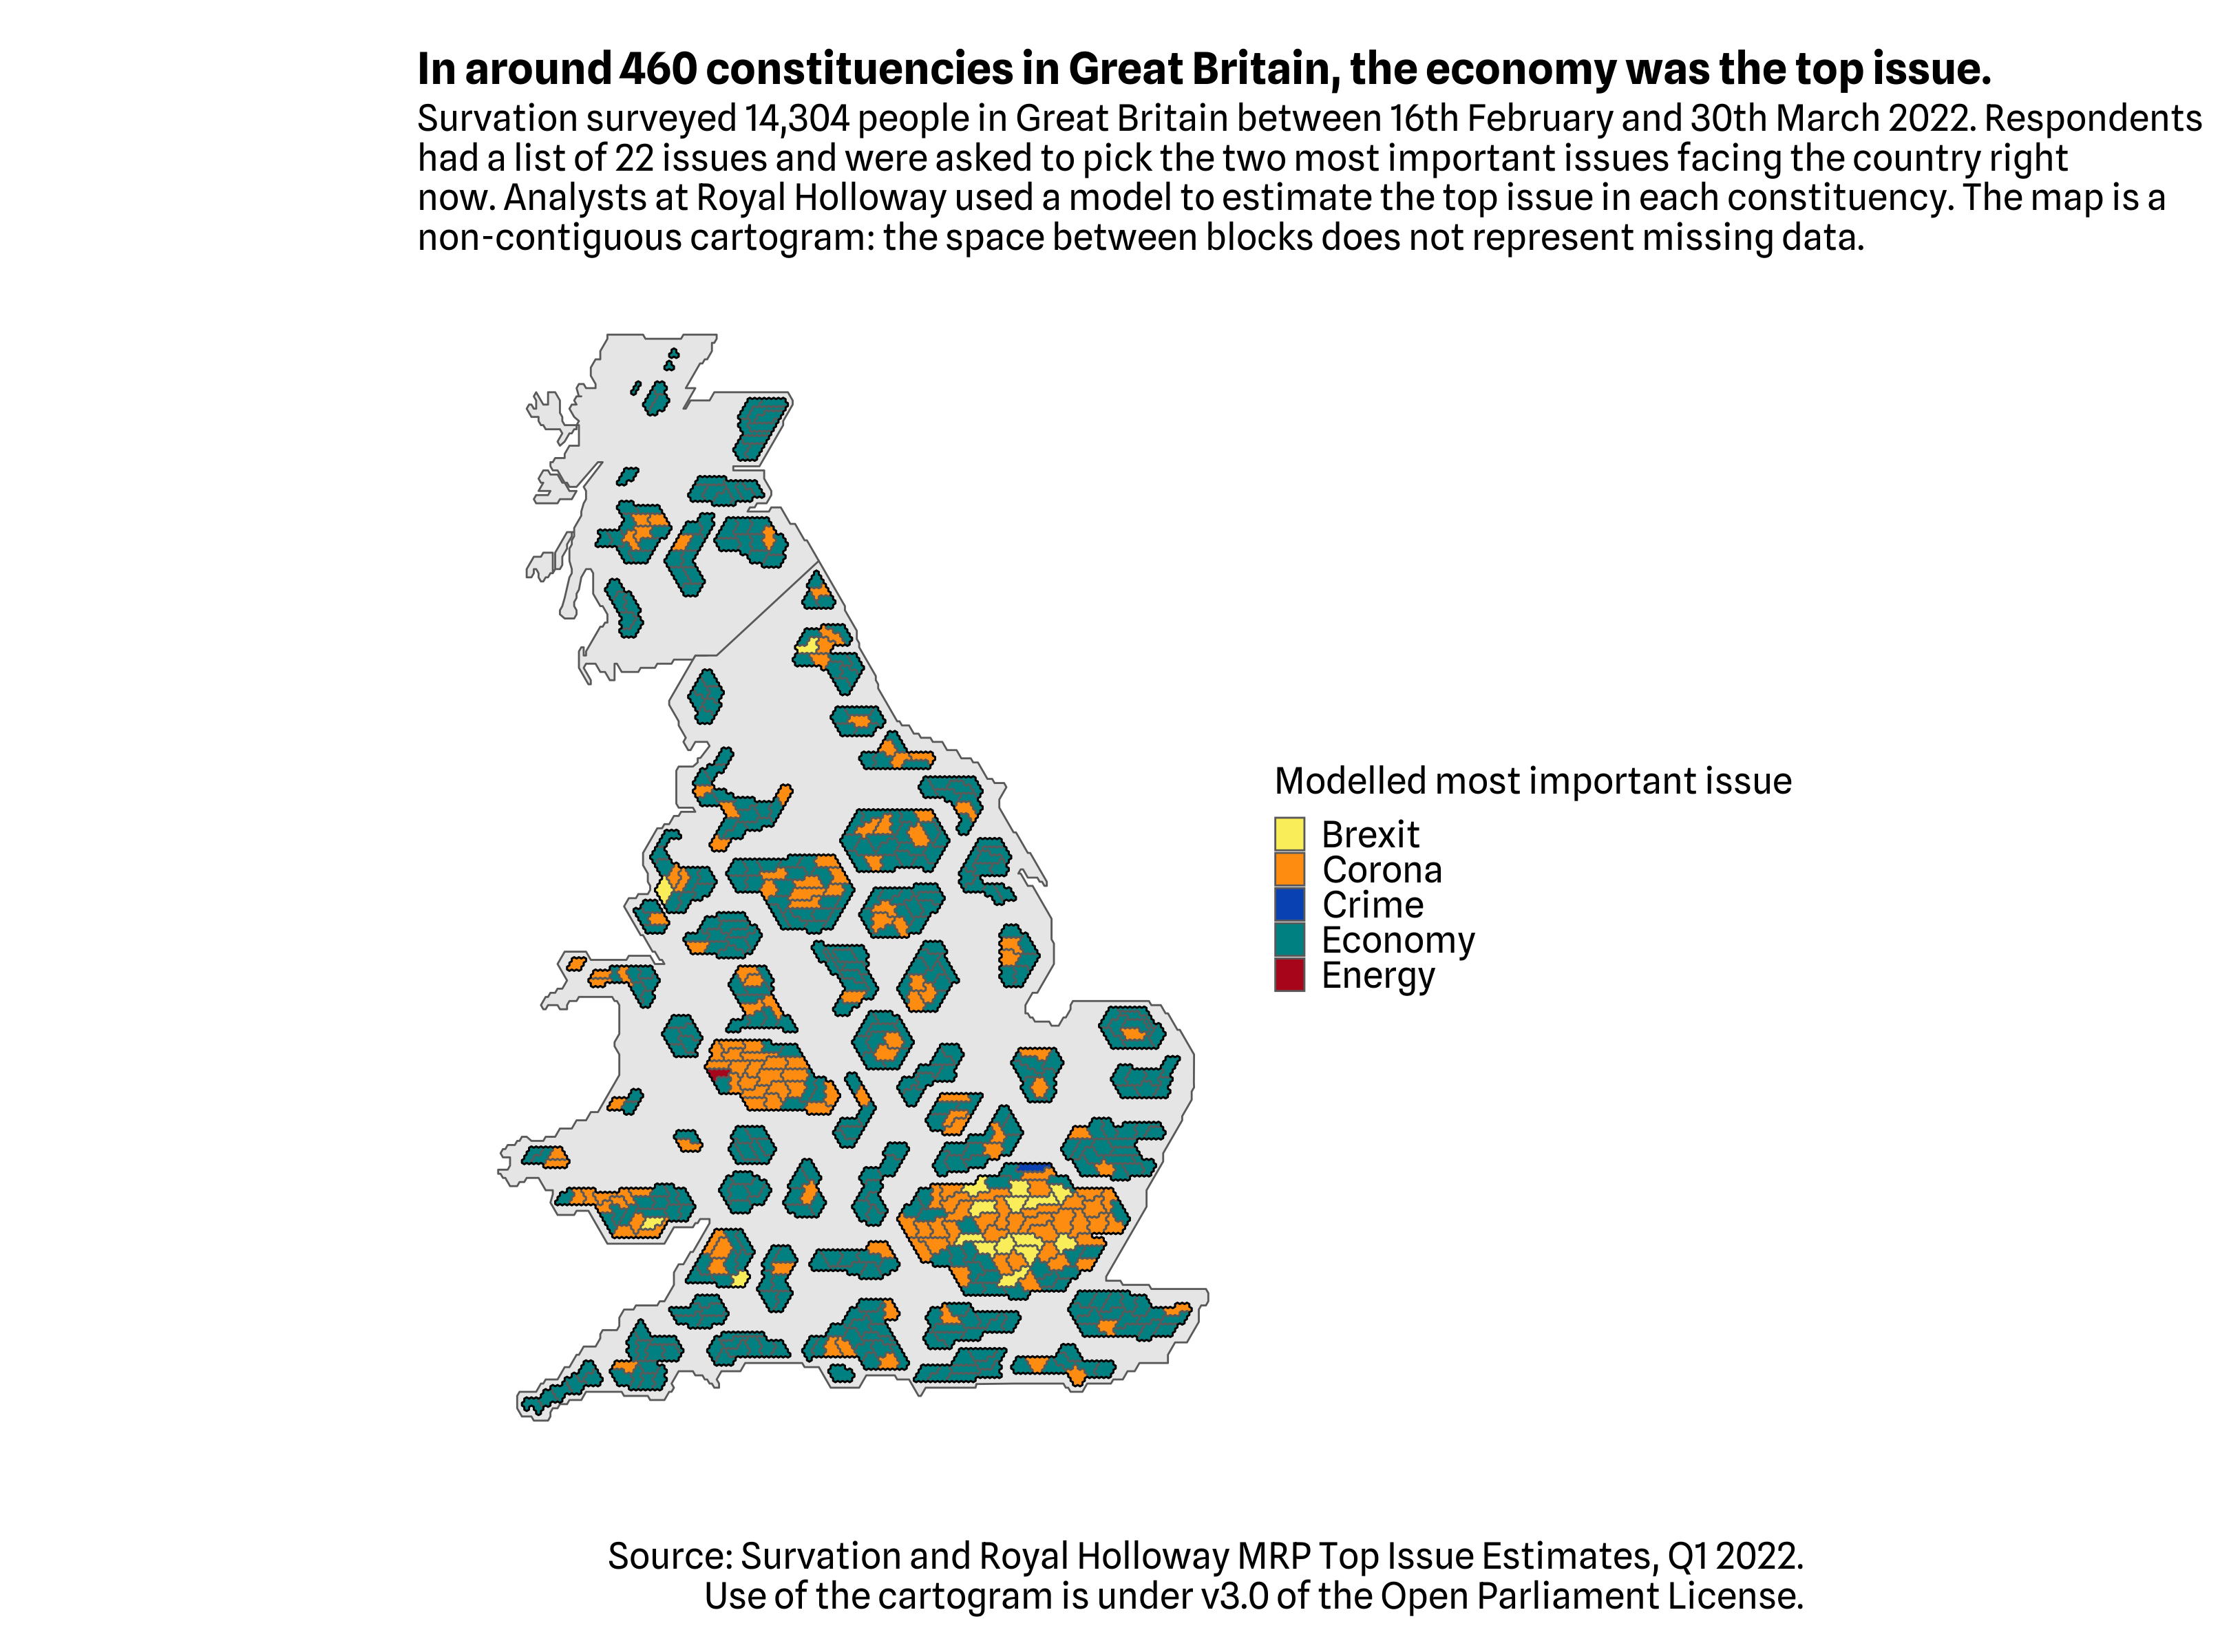 In around 460 constituencies in Great Britain, the economy was the top issue.
Survation surveyed 14,304 people in Great Britain between 16th February and 30th March 2022. Respondents
had a list of 22 issues and were asked to pick the two most important issues facing the country right
now. Analysts at Royal Holloway used a model to estimate the top issue in each constituency. The map is a
non-contiguous cartogram: the space between blocks does not represent missing data.
Modelled most important issue
Brexit
Corona
Crime
Economy
Energy
Source: Survation and Royal Holloway MRP Top Issue Estimates, Q1 2022.
Use of the cartogram is under v3.0 of the Open Parliament License.